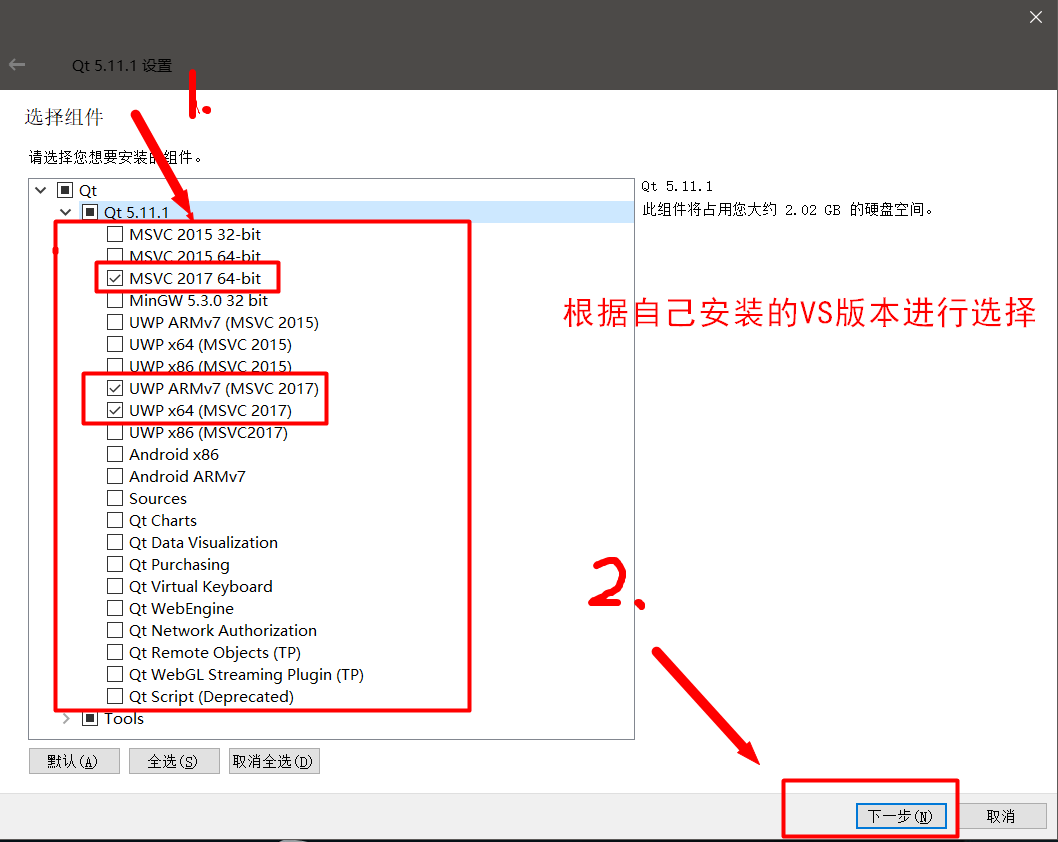 Qt 5.11.1 设置
1.
选择组件
请选择您想要安装的组件。
Qt
Qt 5.11.1
MSVC 2015 32-bit
MSVC 2015 64-bit
MSVC 2017 64-bit
MinGW 5.3.0 32 bit
UWP ARMv7 (MSVC 2015)
UWP x64 (MSVC 2015)
UWP x86 (MSVC 2015)
UWP ARMv7 (MSVC 2017)
UWP x64 (MSVC 2017)
UWP x86 (MSVC2017)
Android x86
Android ARMv7
Sources
Qt Charts
Qt Data Visualization
Qt Purchasing
Qt Virtual Keyboard
Qt WebEngine
Qt Network Authorization
Qt Remote Objects (TP)
Qt WebGL Streaming Plugin (TP)
Qt Script (Deprecated)
Tools
Qt 5.11.1
此组件将占用您大约 2.02 GB 的硬盘空间。
根据自己安装的VS版本进行选择
2.
默认(A)
全选(S)
取消全选(D)
下一步(N)
取消